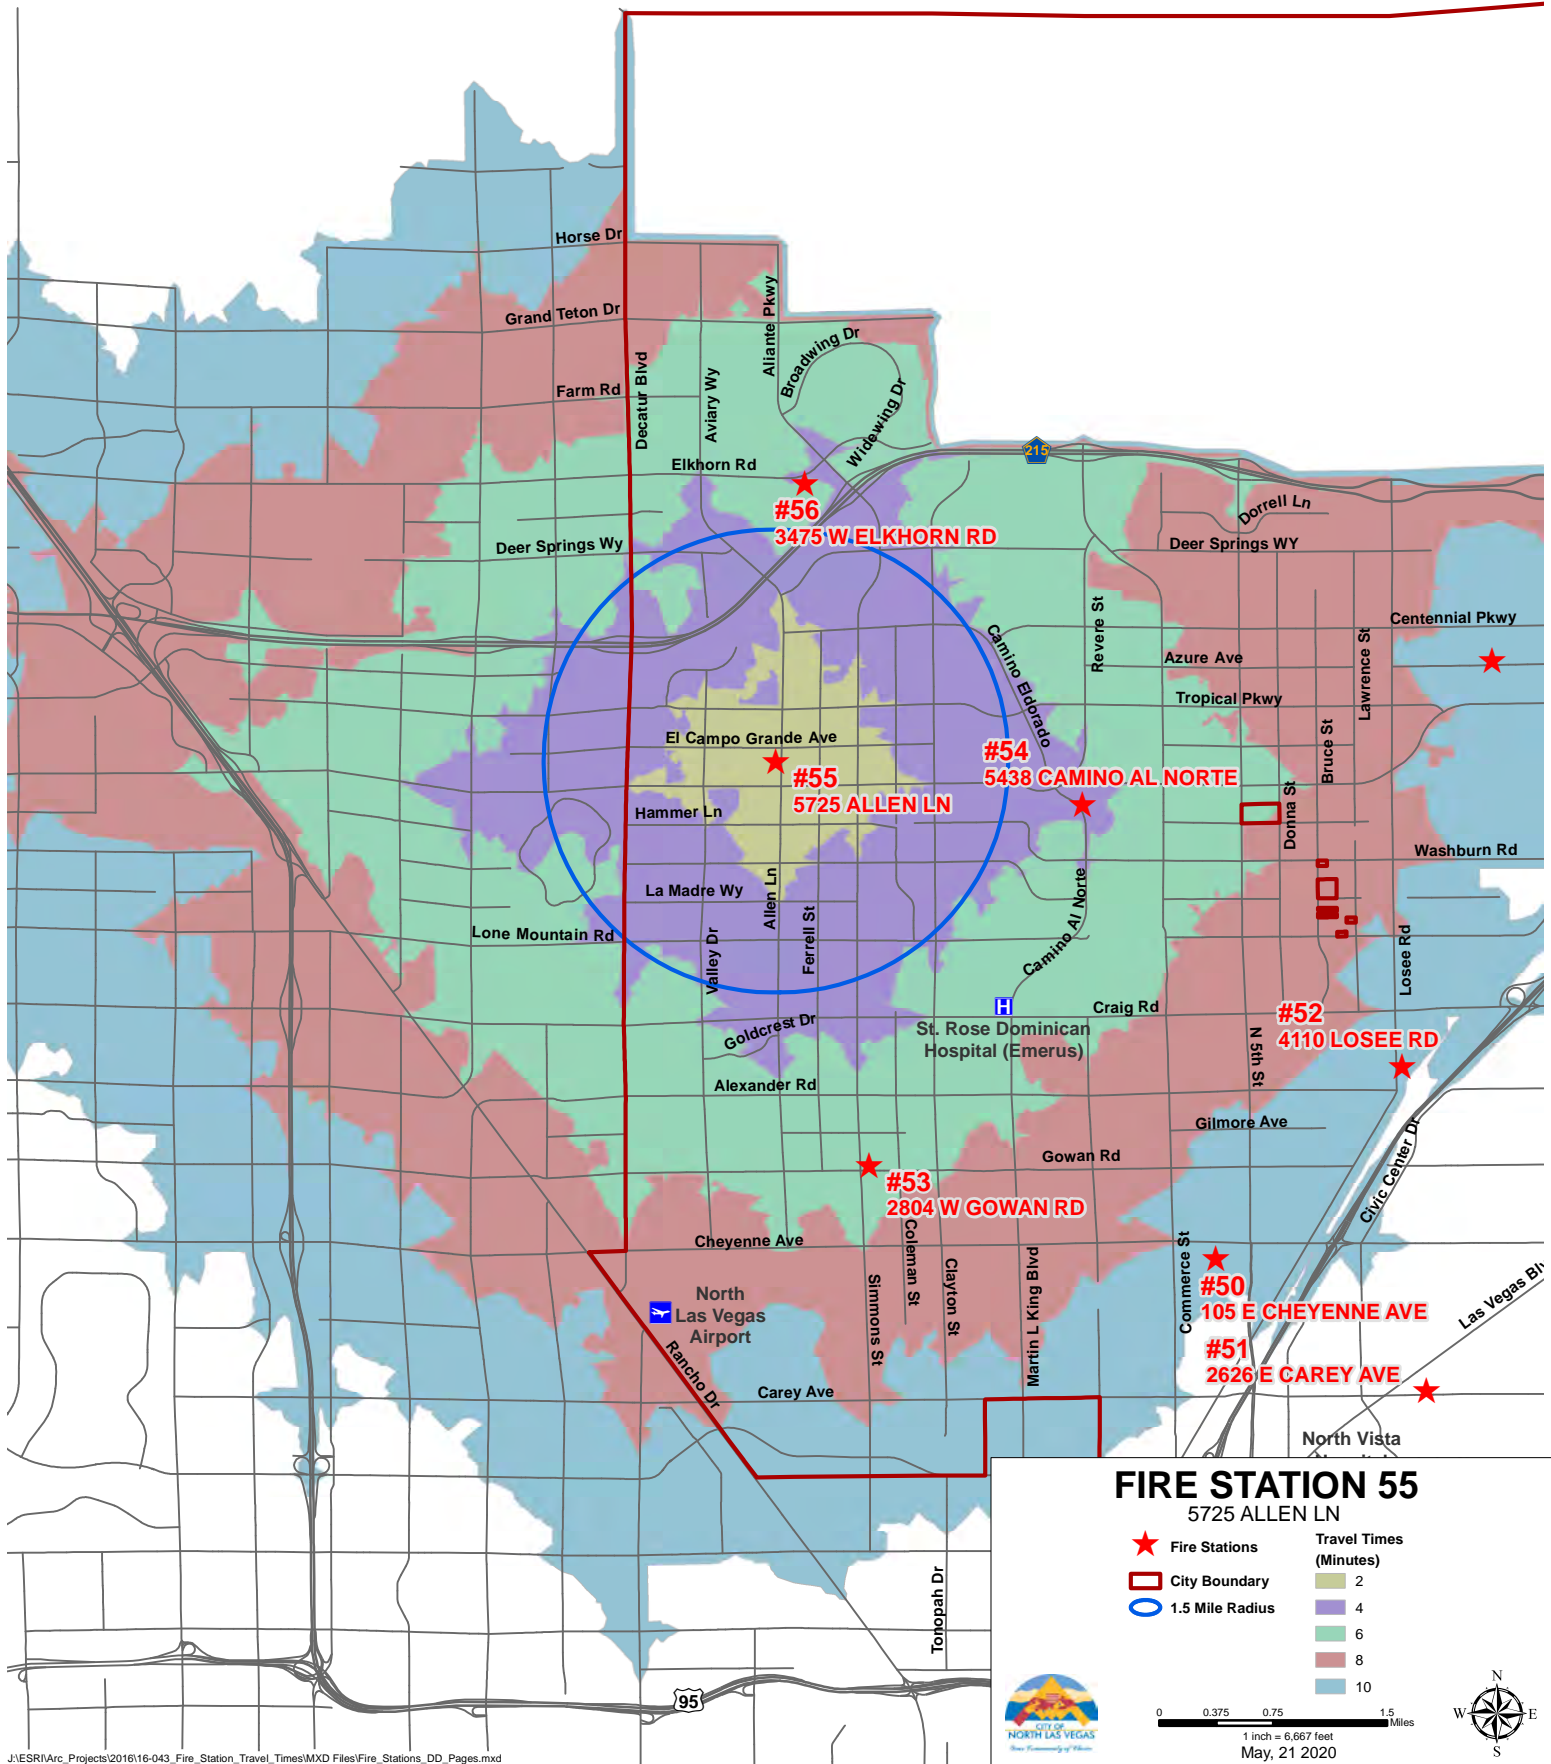 Horse Dr
Grand Teton Dr
Farm Rd
Decatur Blvd
Aviary Wy
Aliante Pkwy
Broadwing Dr
Widewing Dr
215
Elkhorn Rd
#56
3475 W ELKHORN RD
Dorrell Ln
Deer Springs Wy
Deer Springs WY
Revere St
Camino Eldorado
Centennial Pkwy
Azure Ave
Lawrence St
Tropical Pkwy
El Campo Grande Ave
#55
5725 ALLEN LN
#54
5438 CAMINO AL NORTE
Bruce St
Donna St
Hammer Ln
Washburn Rd
La Madre Wy
Allen Ln
Ferrell St
Valley Dr
Camino Al Norte
Lone Mountain Rd
Losee Rd
Craig Rd
H
St. Rose Dominican
Hospital (Emerus)
Goldcrest Dr
#52
4110 LOSEE RD
N 5th St
Alexander Rd
Gilmore Ave
Civic Center Dr
Gowan Rd
#53
2804 W GOWAN RD
Cheyenne Ave
Coleman St
Clayton St
Simmons St
Martin L King Blvd
Commerce St
#50
105 E CHEYENNE AVE
Las Vegas Blv
North
Las Vegas
Airport
#51
2626 E CAREY AVE
Rancho Dr
Carey Ave
North Vista
Tonopah Dr
95
FIRE STATION 55
5725 ALLEN LN
Fire Stations
City Boundary
1.5 Mile Radius
Travel Times
(Minutes)
2
4
6
8
10
CITY OF
NORTH LAS VEGAS
Your Community of Choice
0 0.375 0.75 1.5
Miles
1 inch = 6,667 feet
May, 21 2020
N
W E
S
J:\ESRI\Arc_Projects\2016\16-043_Fire_Station_Travel_Times\MXD Files\Fire_Stations_DD_Pages.mxd